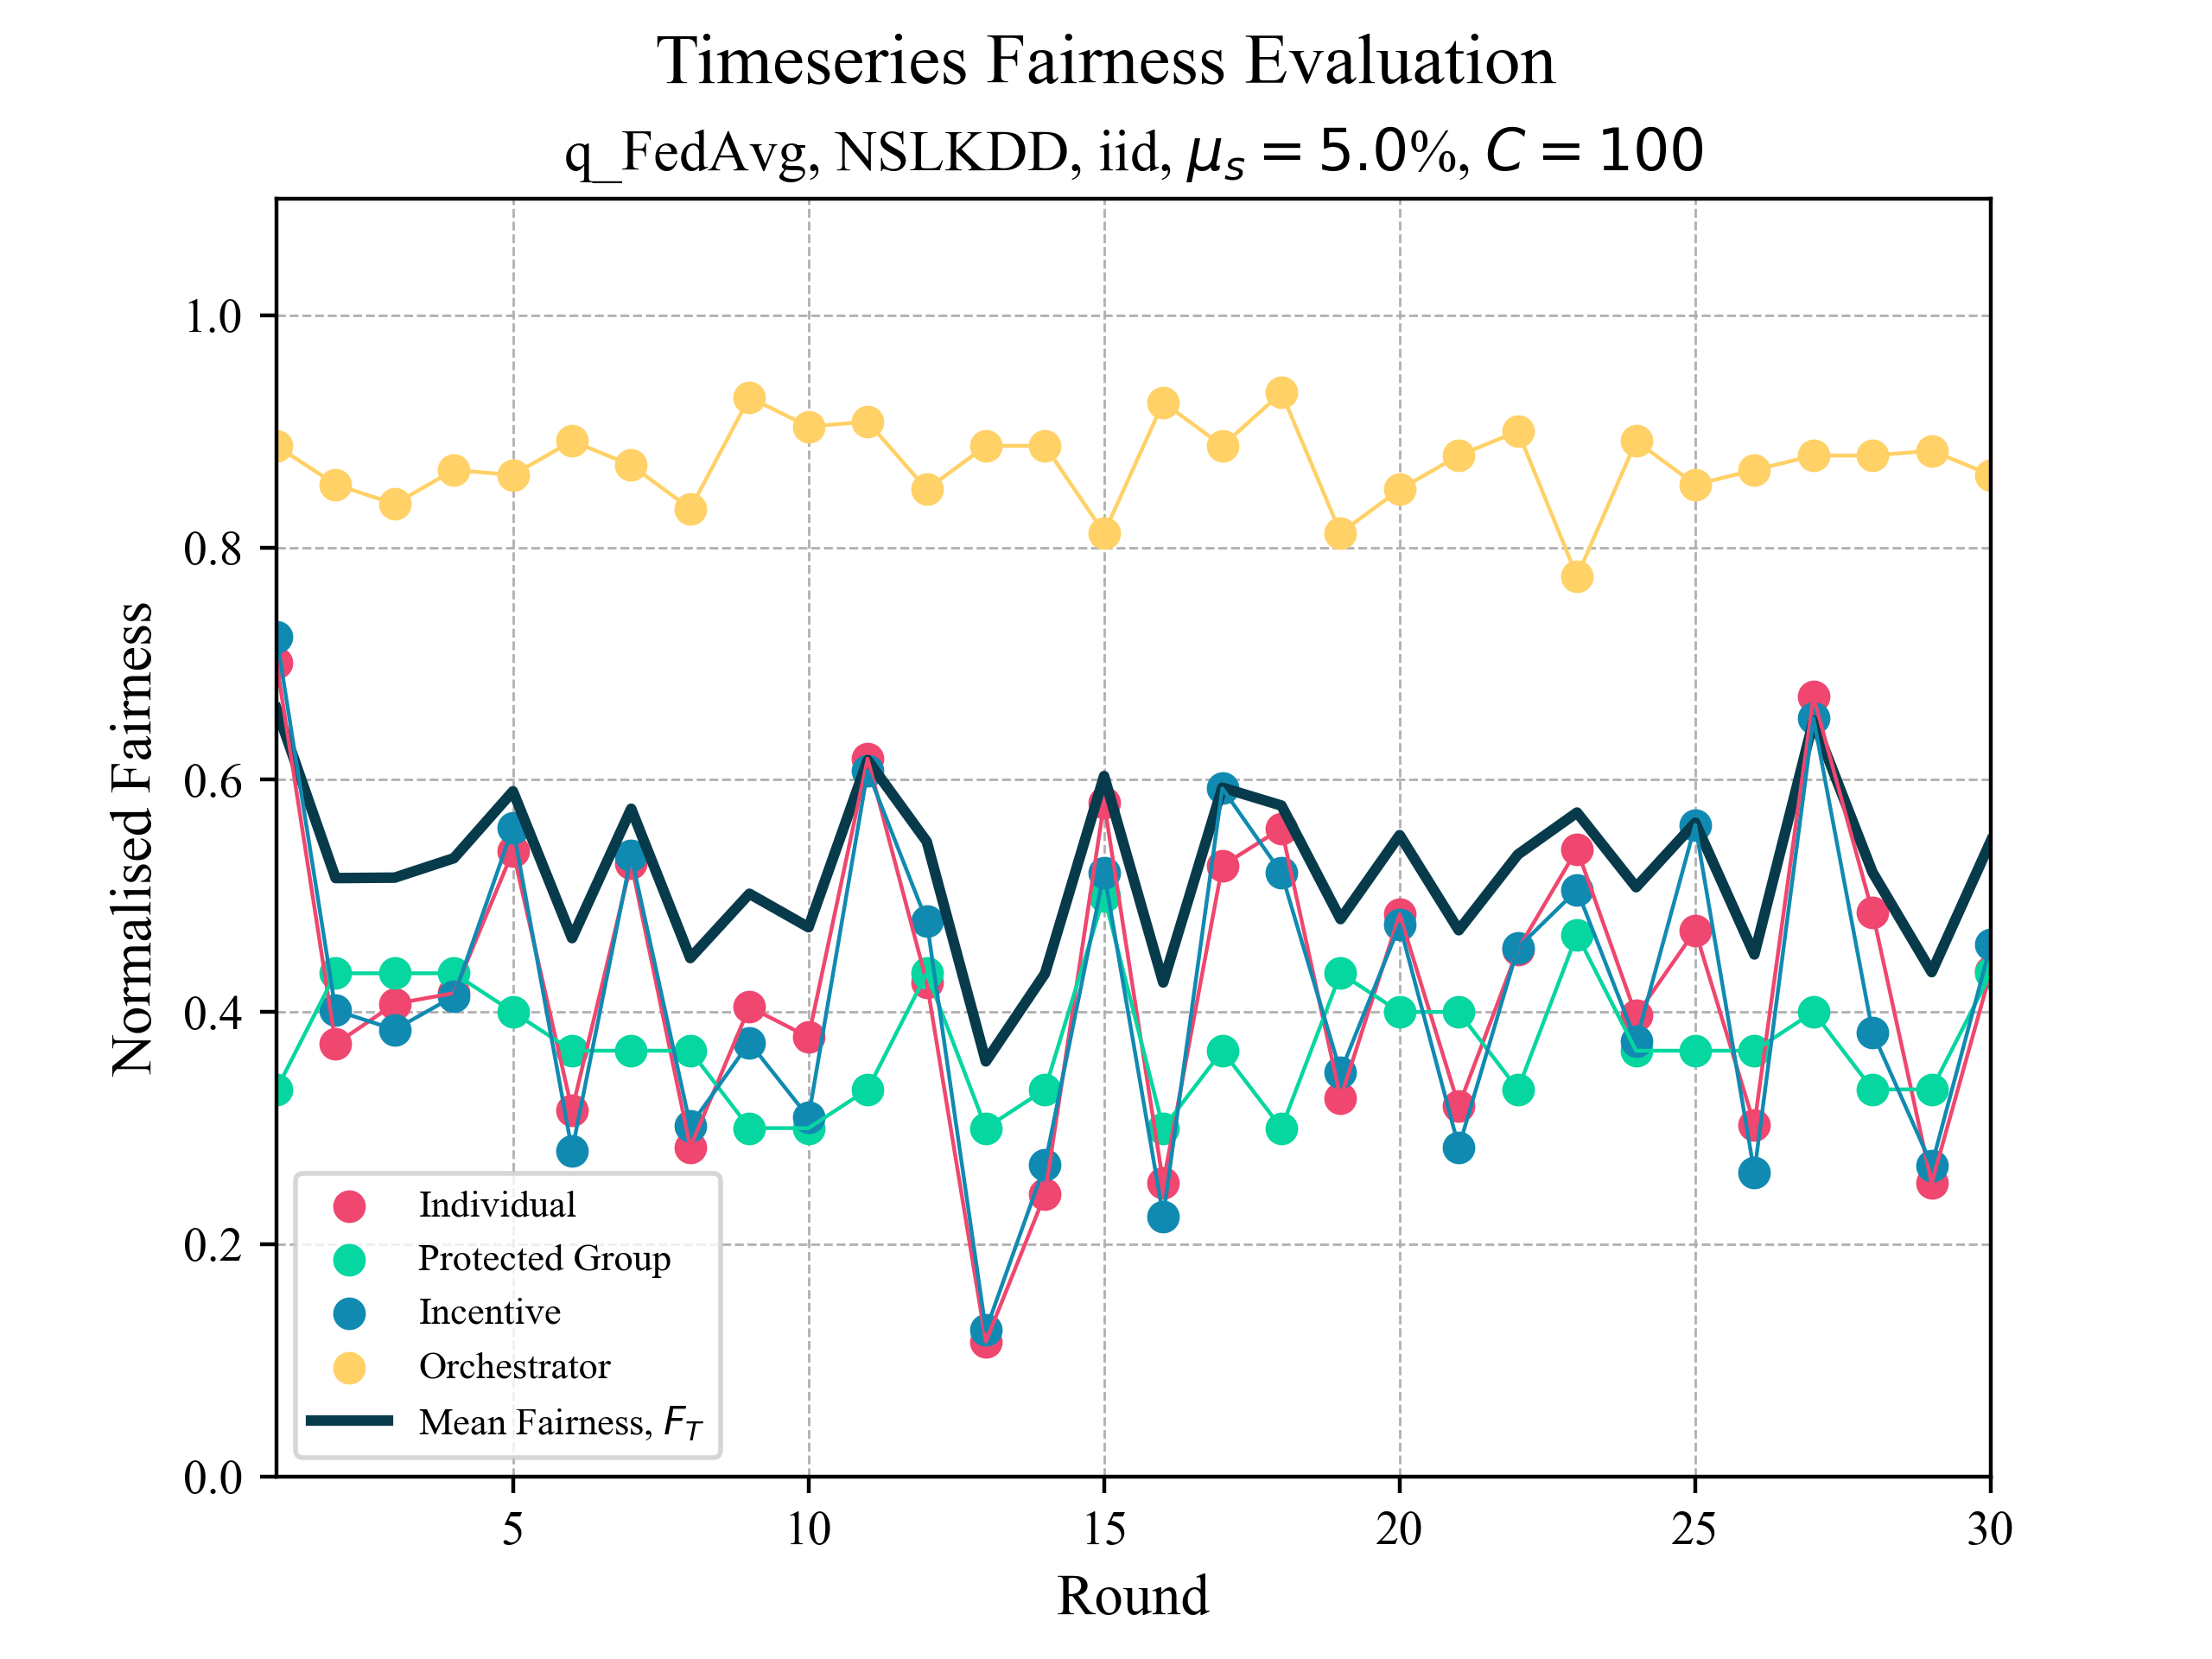 Timeseries Fairness Evaluation
q_FedAvg, NSLKDD, iid, μₛ = 5.0%, C = 100
Normalised Fairness
1.0
0.8
0.6
0.4
0.2
0.0
Individual
Protected Group
Incentive
Orchestrator
Mean Fairness, F_T
5 10 15 20 25 30
Round